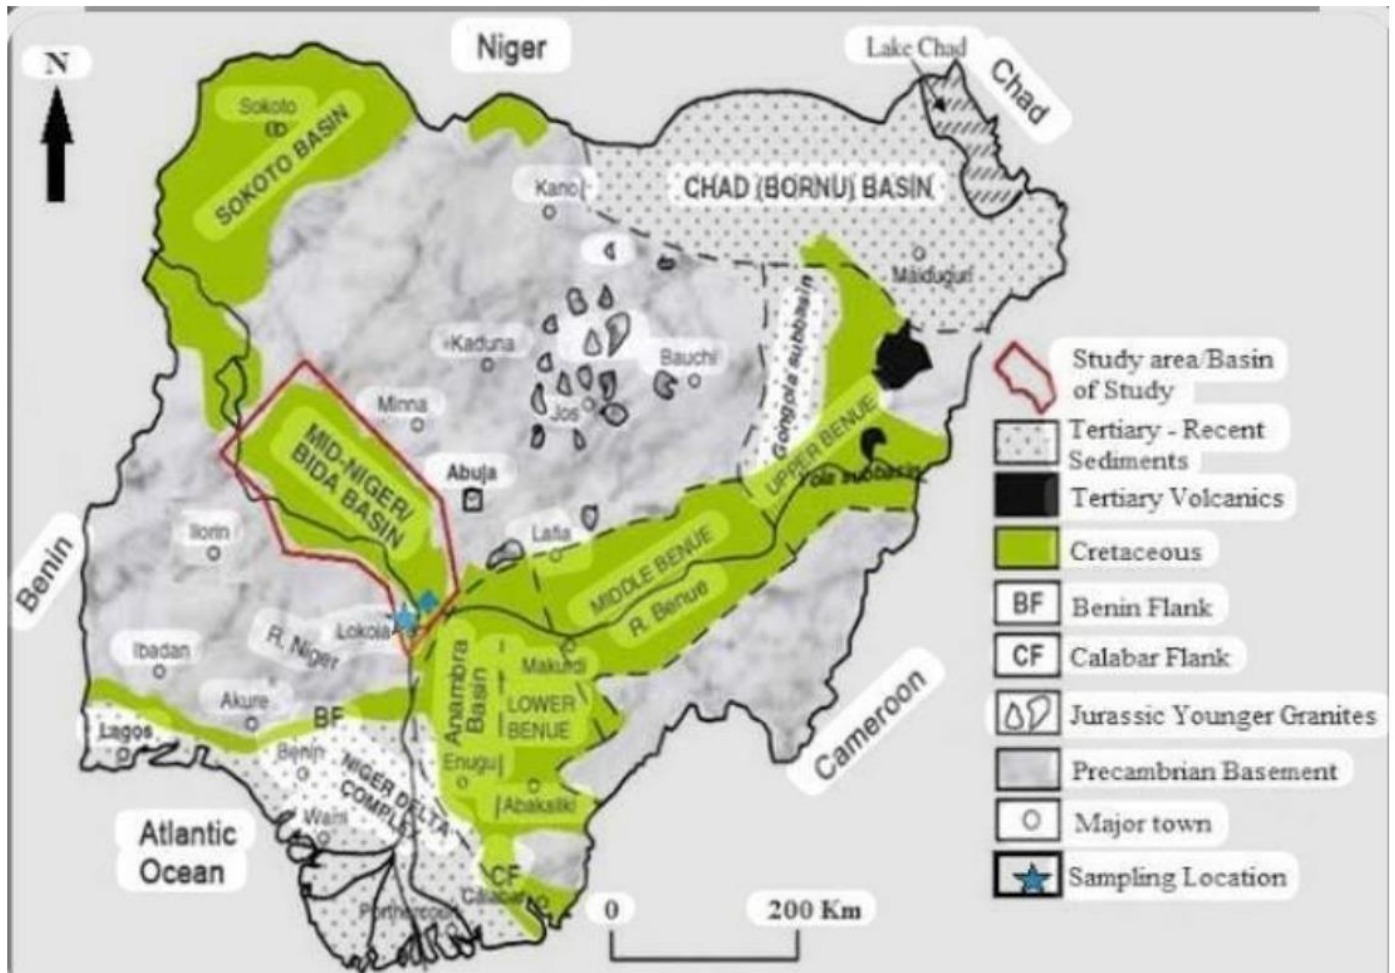 Niger
Lake Chad
Chad
N
Sokoto
SOKOTO BASIN
Kano
CHAD (BORNU) BASIN
Maiduguri
Gongola subbasin
Kaduna
Bauchi
Minna
Jos
MID-NIGER/
BIDA BASIN
Abuja
UPPER BENUE
Yola subbasin
Ilorin
Lafia
MIDDLE BENUE
R. Benue
Benin
Lokoja
R. Niger
Ibadan
Makurdi
Anambra
Basin
LOWER
BENUE
Akure
BF
Lagos
Benin
Enugu
NIGER DELTA
COMPLEX
Abakaliki
Warri
Cameroon
Atlantic
Ocean
CF
Calabar
Porthercourt
0 200 Km
Study area/Basin
of Study
Tertiary - Recent
Sediments
Tertiary Volcanics
Cretaceous
BF Benin Flank
CF Calabar Flank
Jurassic Younger Granites
Precambrian Basement
Major town
Sampling Location